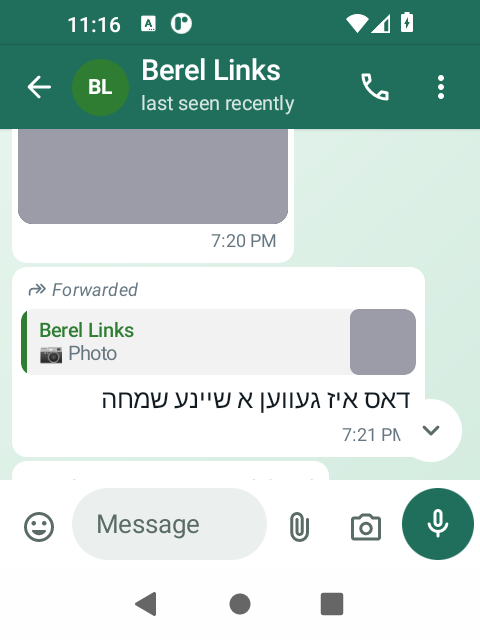 11:16
BL
Berel Links
last seen recently
7:20 PM
Forwarded
Berel Links
📷 Photo
דאס איז געווען א שיינע שמחה
7:21 PM
Message